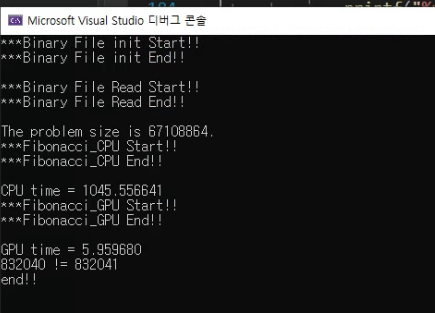 184 printf("%
Microsoft Visual Studio 디버그 콘솔
***Binary File init Start!!
***Binary File init End!!
***Binary File Read Start!!
***Binary File Read End!!
The problem size is 67108864.
***Fibonacci_CPU Start!!
***Fibonacci_CPU End!!
CPU time = 1045.556641
***Fibonacci_GPU Start!!
***Fibonacci_GPU End!!
GPU time = 5.959680
832040 != 832041
end!!